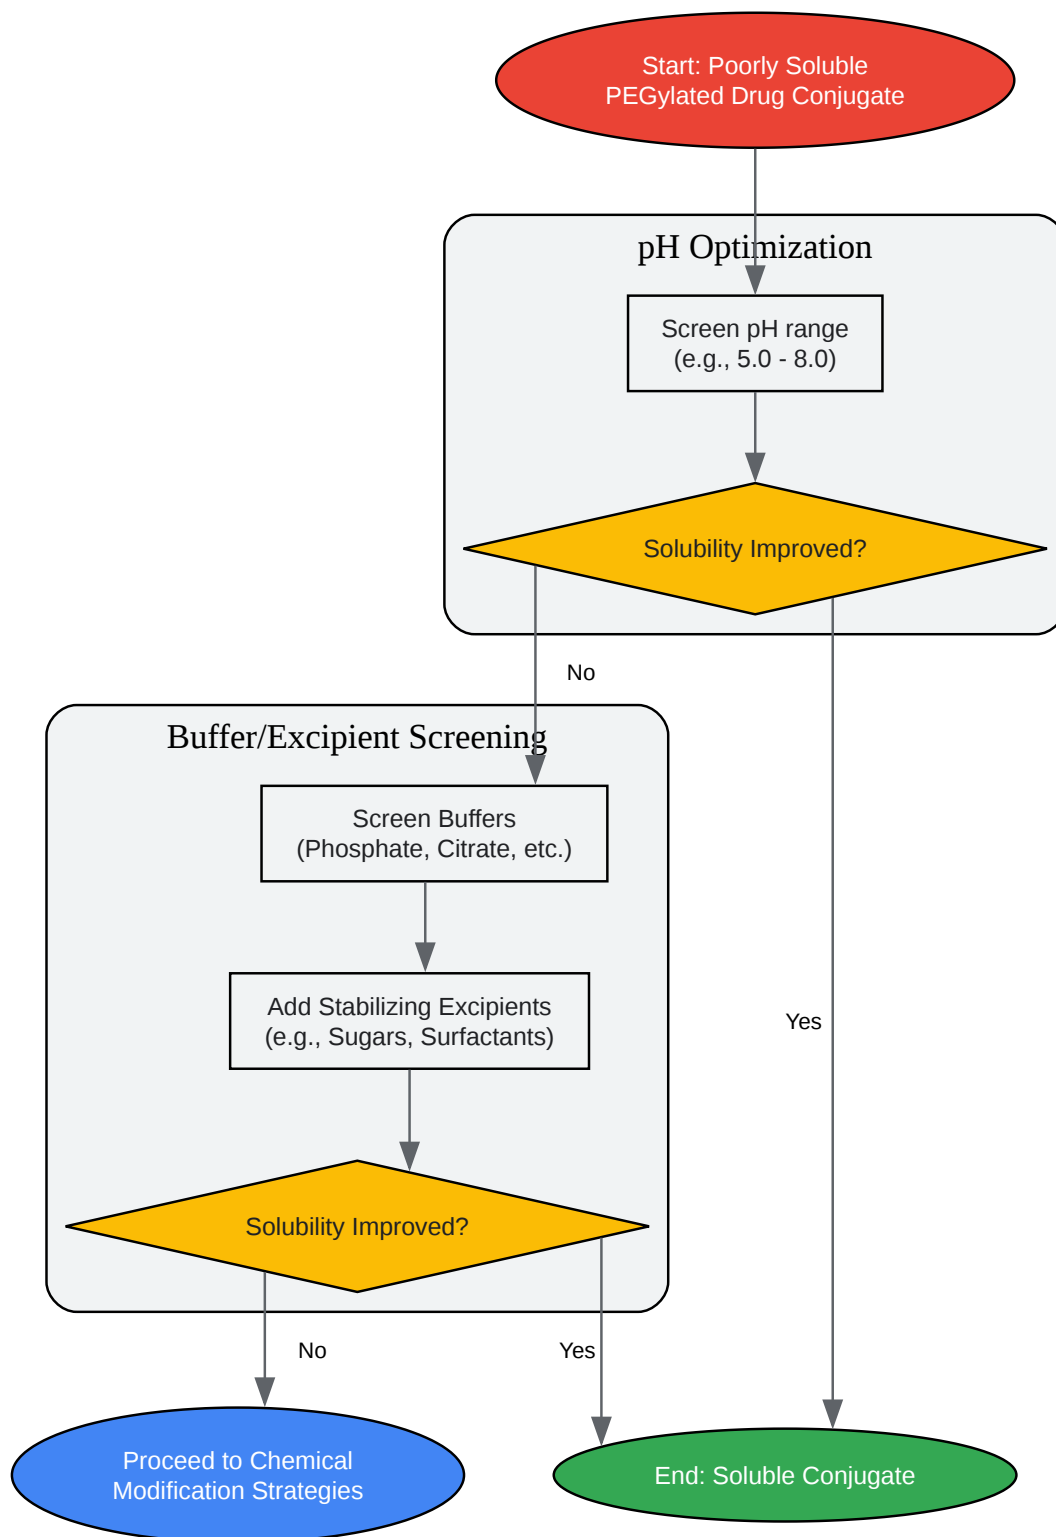 Start: Poorly Soluble
PEGylated Drug Conjugate
pH Optimization
Screen pH range
(e.g., 5.0 - 8.0)
Solubility Improved?
No
Buffer/Excipient Screening
Screen Buffers
(Phosphate, Citrate, etc.)
Add Stabilizing Excipients
(e.g., Sugars, Surfactants)
Yes
Solubility Improved?
No
Yes
Proceed to Chemical
Modification Strategies
End: Soluble Conjugate